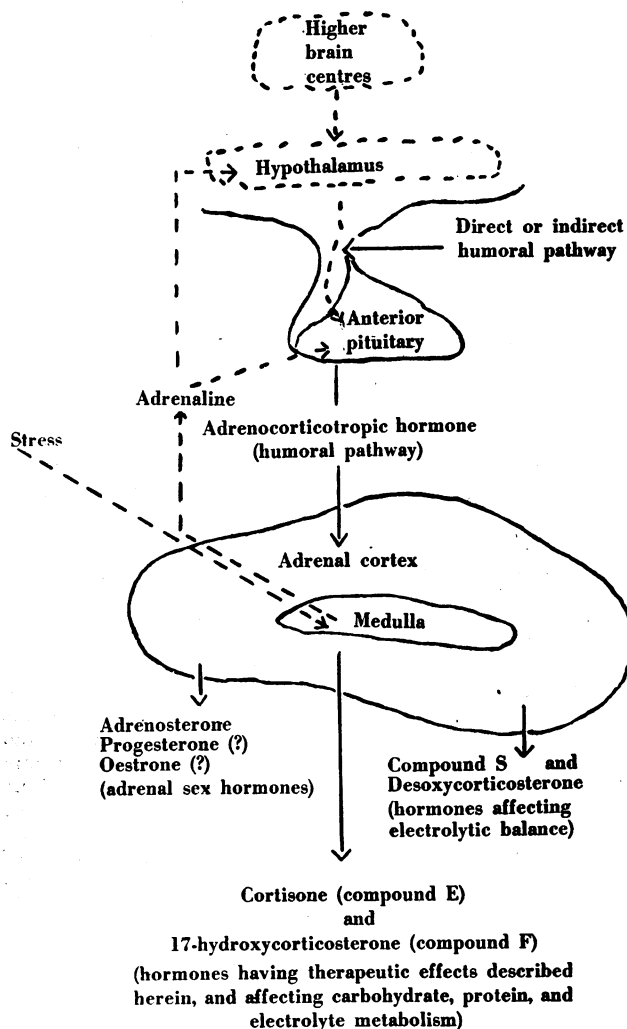 Higher
brain
centres
Hypothalamus
Direct or indirect
humoral pathway
Anterior
pituitary
Adrenaline
Adrenocorticotropic hormone
(humoral pathway)
Stress
Adrenal cortex
Medulla
Adrenosterone
Progesterone (?)
Oestrone (?)
(adrenal sex hormones)
Compound S and
Desoxycorticosterone
(hormones affecting
electrolytic balance)
Cortisone (compound E)
and
17-hydroxycorticosterone (compound F)
(hormones having therapeutic effects described
herein, and affecting carbohydrate, protein, and
electrolyte metabolism)